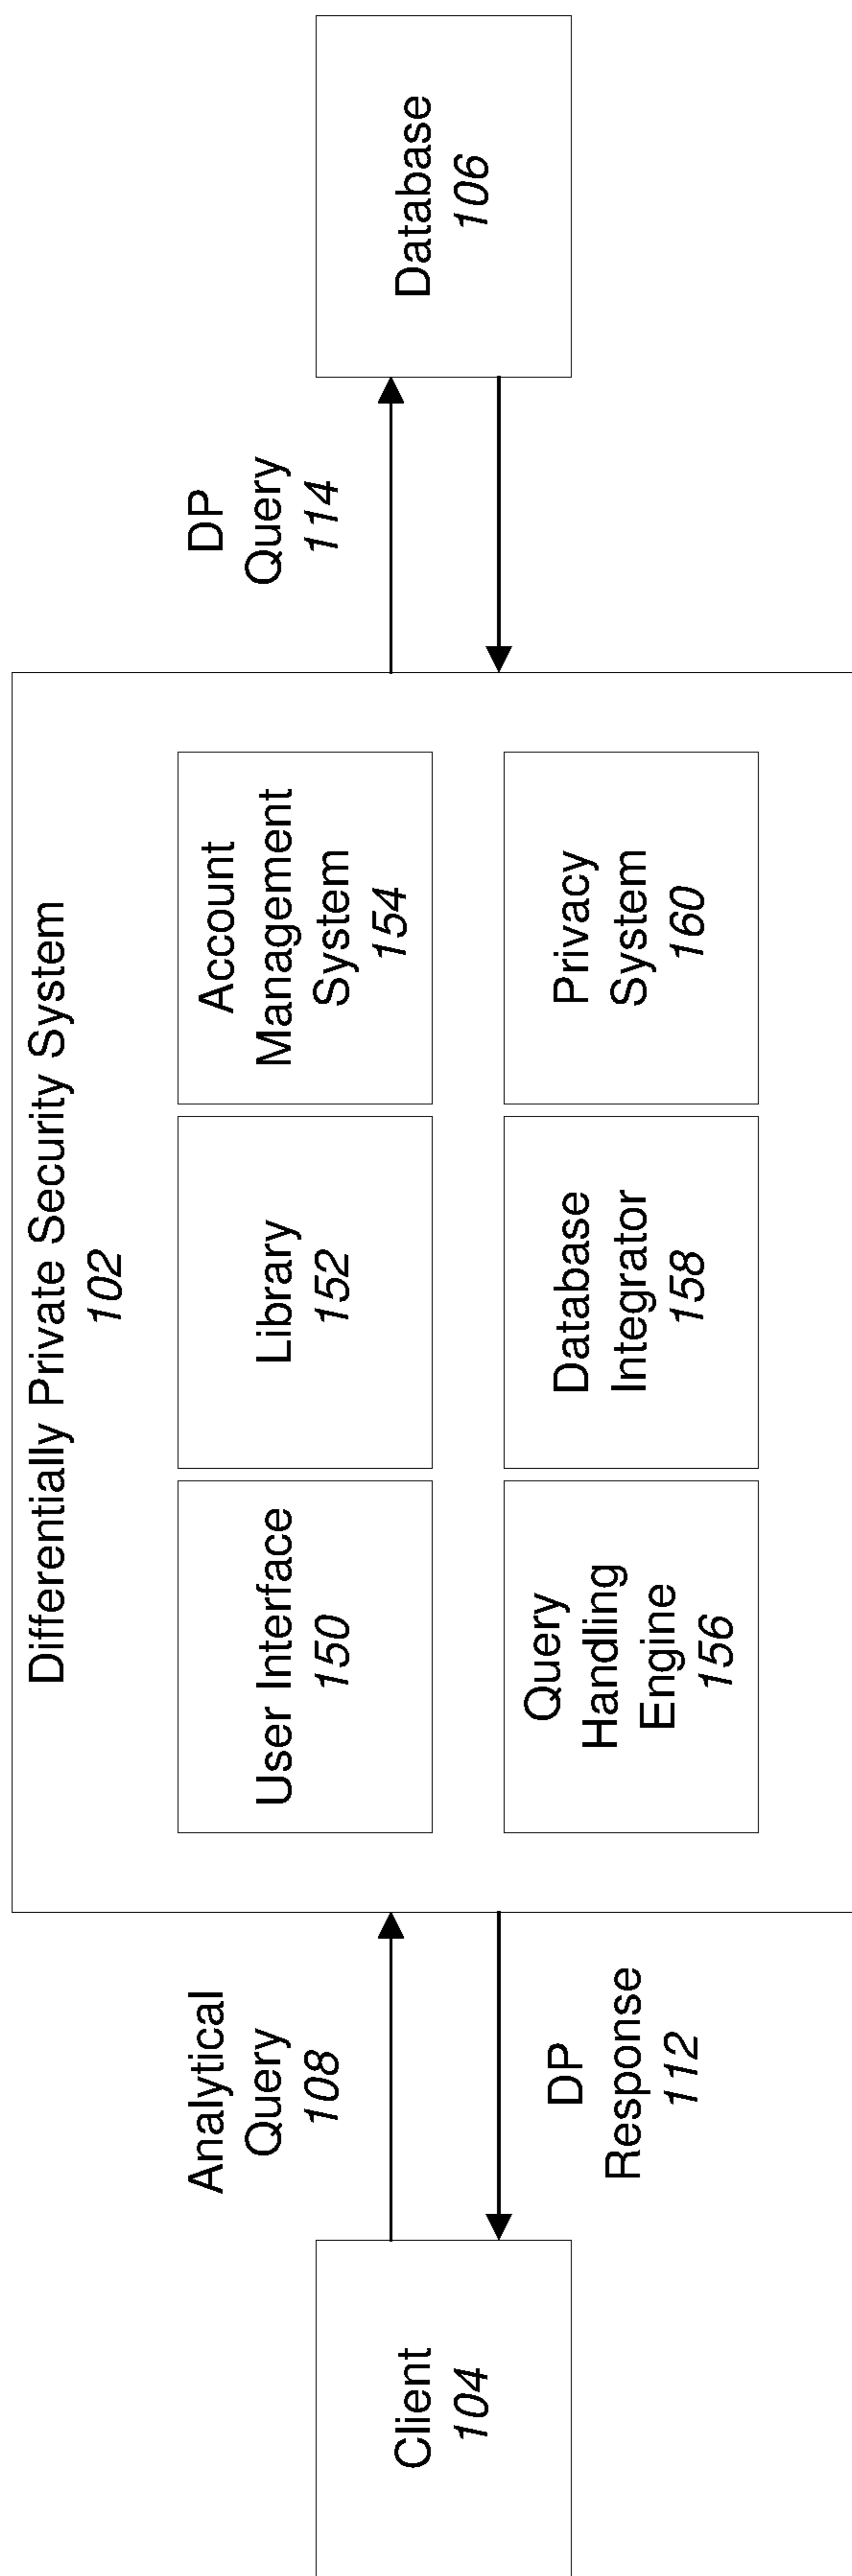 Differentially Private Security System
102
Analytical
Query
108
DP
Query
114
User Interface
150
Library
152
Account
Management
System
154
Client
104
Database
106
DP
Response
112
Query
Handling
Engine
156
Database
Integrator
158
Privacy
System
160